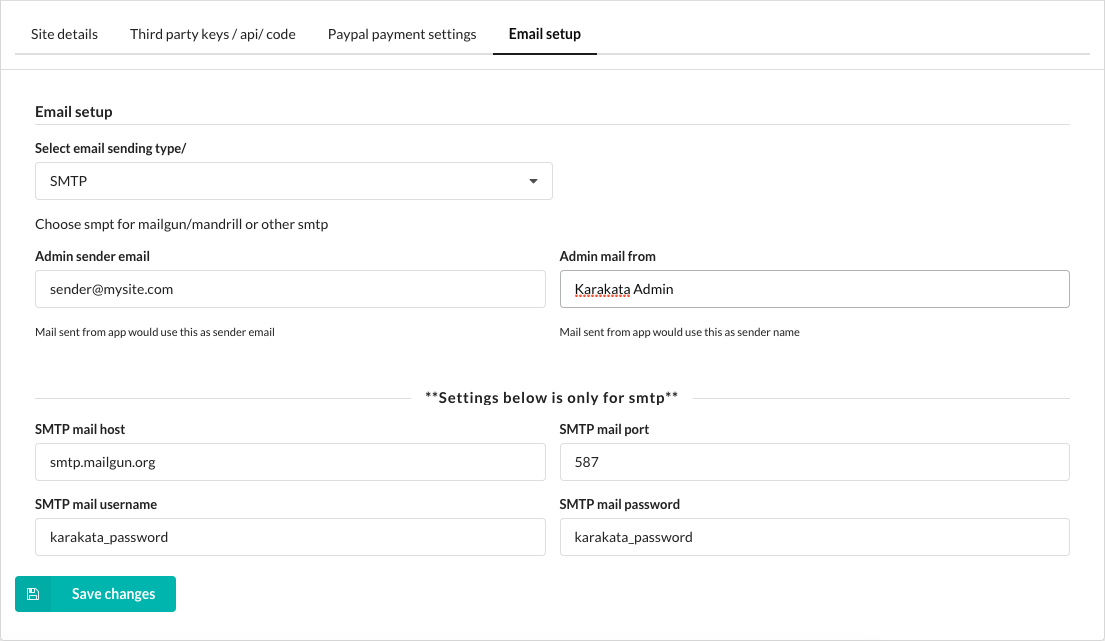 Site details Third party keys / api/ code Paypal payment settings Email setup
Email setup
Select email sending type/
SMTP
Choose smpt for mailgun/mandrill or other smtp
Admin sender email Admin mail from
sender@mysite.com Karakata Admin
Mail sent from app would use this as sender email Mail sent from app would use this as sender name
**Settings below is only for smtp**
SMTP mail host SMTP mail port
smtp.mailgun.org 587
SMTP mail username SMTP mail password
karakata_password karakata_password
Save changes